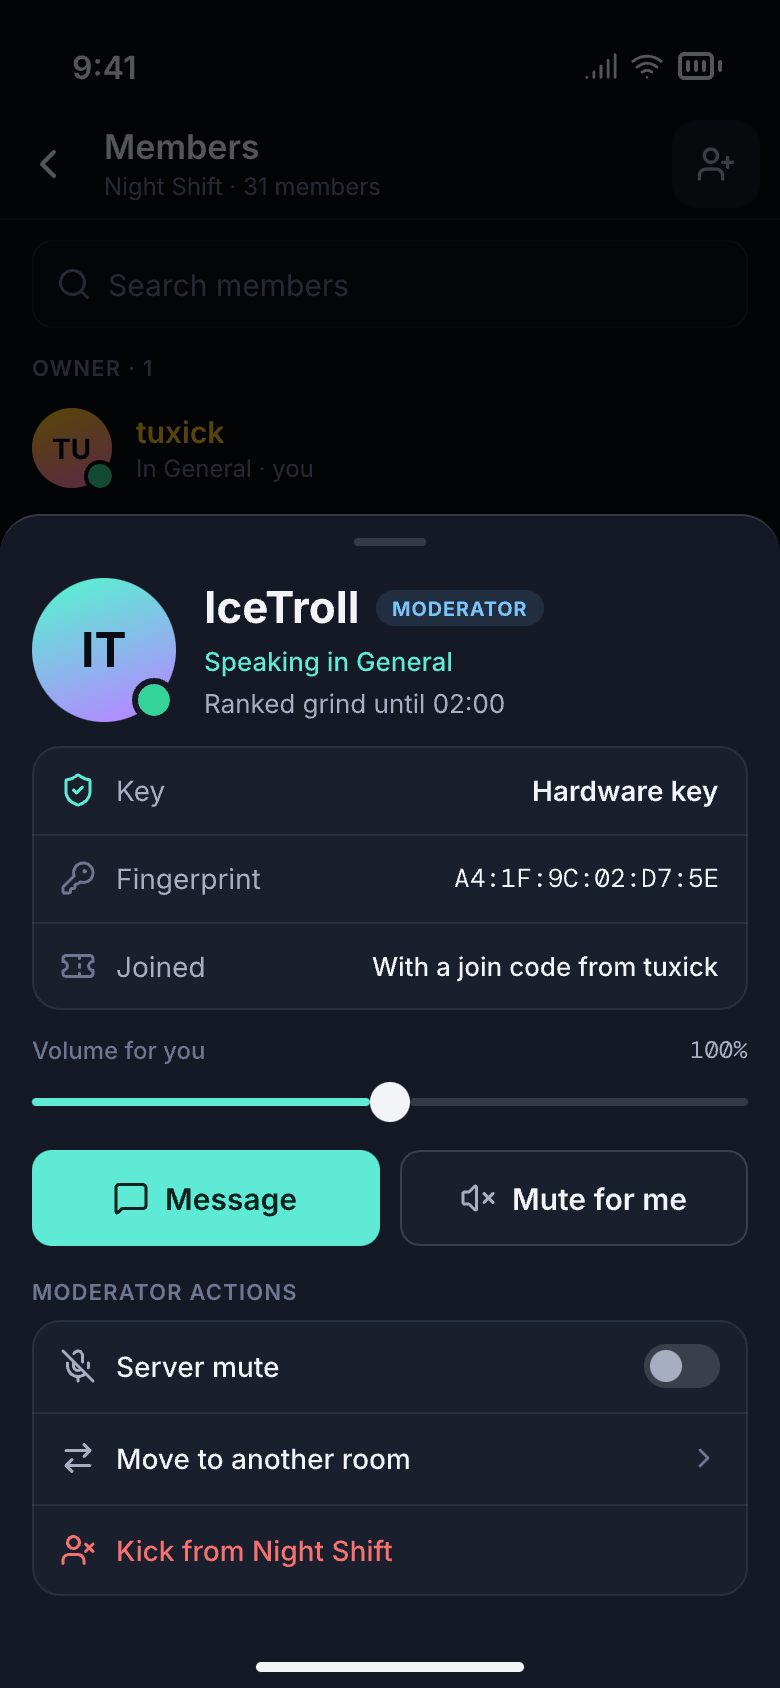 9:41
Members
Night Shift · 31 members
Search members
OWNER · 1
TU
tuxick
In General · you
IT
IceTroll MODERATOR
Speaking in General
Ranked grind until 02:00
Key Hardware key
Fingerprint A4:1F:9C:02:D7:5E
Joined With a join code from tuxick
Volume for you 100%
Message Mute for me
MODERATOR ACTIONS
Server mute
Move to another room
Kick from Night Shift